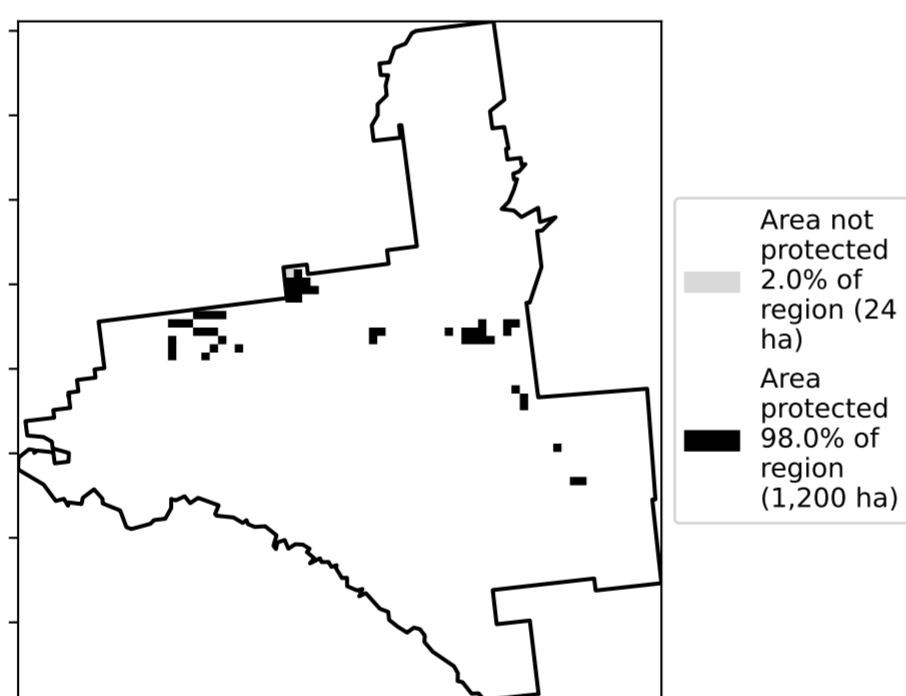 Area not
protected
2.0% of
region (24
ha)
Area
protected
98.0% of
region
(1,200 ha)